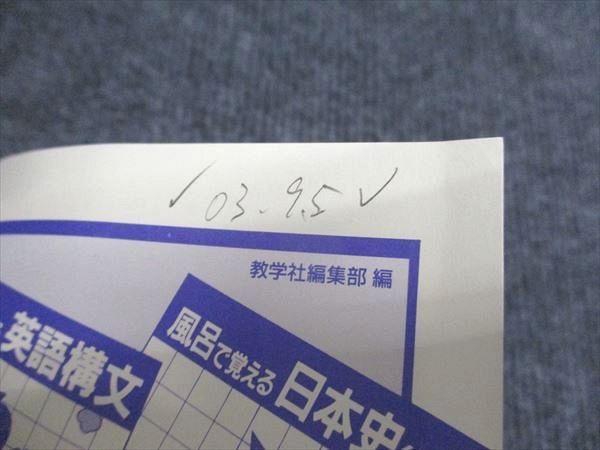 ✓ 03.9.5 ✓
教学社編集部 編
英語構文
風呂で覚える 日本史